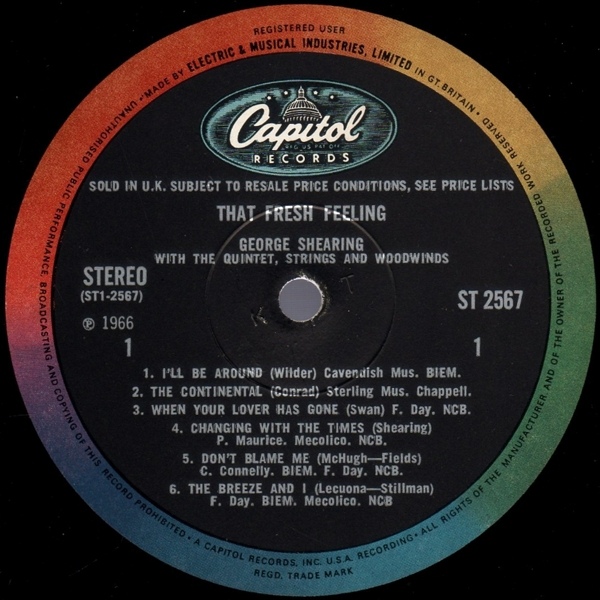 REGISTERED USER
MADE BY ELECTRIC & MUSICAL INDUSTRIES, LIMITED IN GT. BRITAIN •
UNAUTHORISED PUBLIC PERFORMANCE, BROADCASTING AND COPYING OF THIS RECORD PROHIBITED •
ALL RIGHTS OF THE MANUFACTURER AND OF THE OWNER OF THE RECORDED WORK RESERVED •
Capitol
RECORDS
SOLD IN U.K. SUBJECT TO RESALE PRICE CONDITIONS, SEE PRICE LISTS
THAT FRESH FEELING
GEORGE SHEARING
WITH THE QUINTET, STRINGS AND WOODWINDS
STEREO
(ST1-2567)
ST 2567
K T
℗ 1966
1 1
1. I'LL BE AROUND (Wilder) Cavendish Mus. BIEM.
2. THE CONTINENTAL (Conrad) Sterling Mus. Chappell.
3. WHEN YOUR LOVER HAS GONE (Swan) F. Day. NCB.
4. CHANGING WITH THE TIMES (Shearing)
P. Maurice. Mecolico. NCB.
5. DON'T BLAME ME (McHugh—Fields)
C. Connelly. BIEM. F. Day. NCB.
6. THE BREEZE AND I (Lecuona—Stillman)
F. Day. BIEM. Mecolico. NCB
A CAPITOL RECORDS, INC. U.S.A. RECORDING •
REGD. TRADE MARK